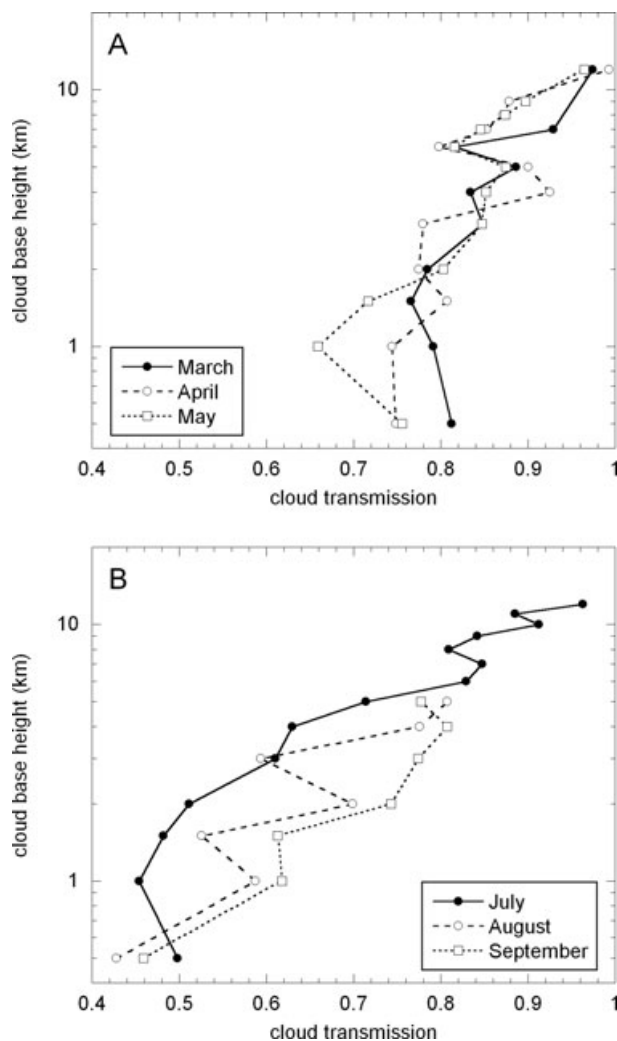 A
10
cloud base height (km)
1
March
April
May
0.4 0.5 0.6 0.7 0.8 0.9 1
cloud transmission
B
10
cloud base height (km)
1
July
August
September
0.4 0.5 0.6 0.7 0.8 0.9 1
cloud transmission